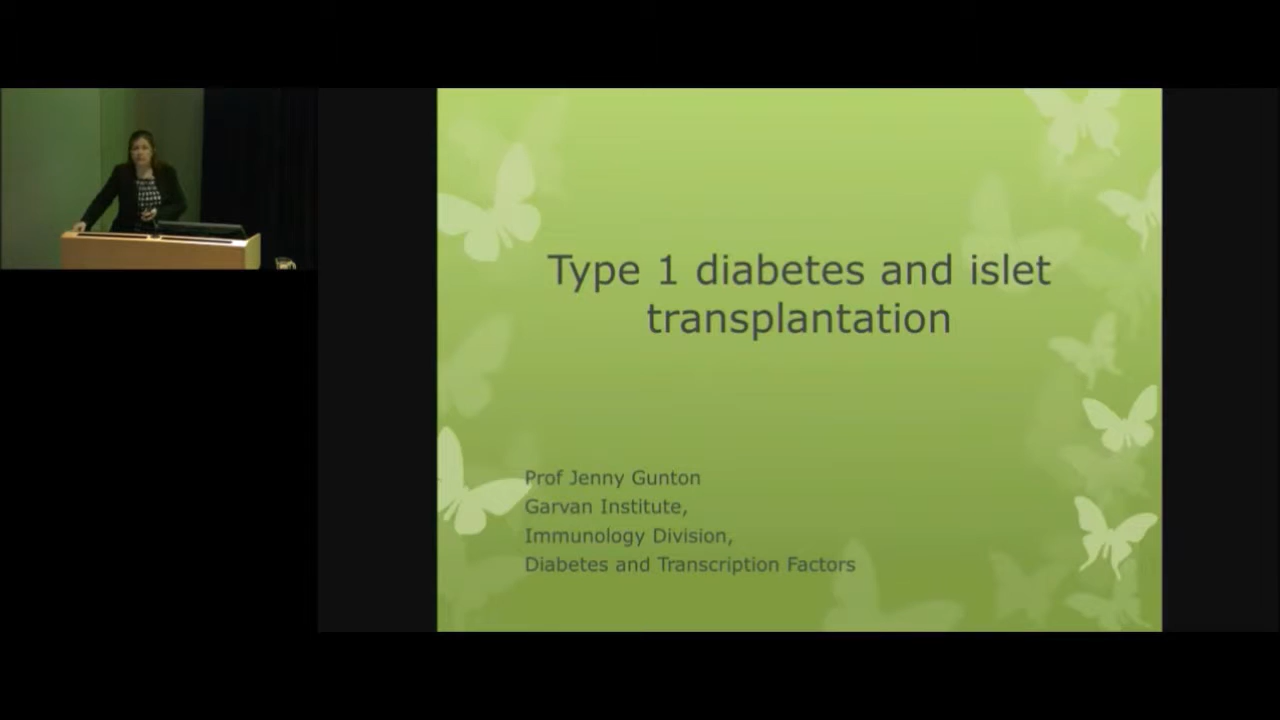 Type 1 diabetes and islet
transplantation
Prof Jenny Gunton
Garvan Institute,
Immunology Division,
Diabetes and Transcription Factors